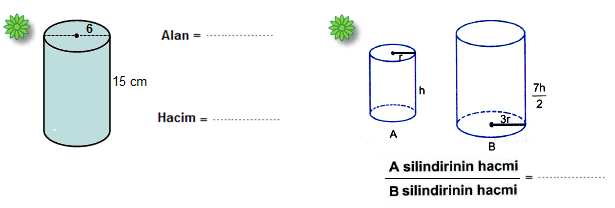 6
Alan = ....................
15 cm
Hacim = ....................
r
h
A
7h
2
3r
B
A silindirinin hacmi
B silindirinin hacmi
= ....................